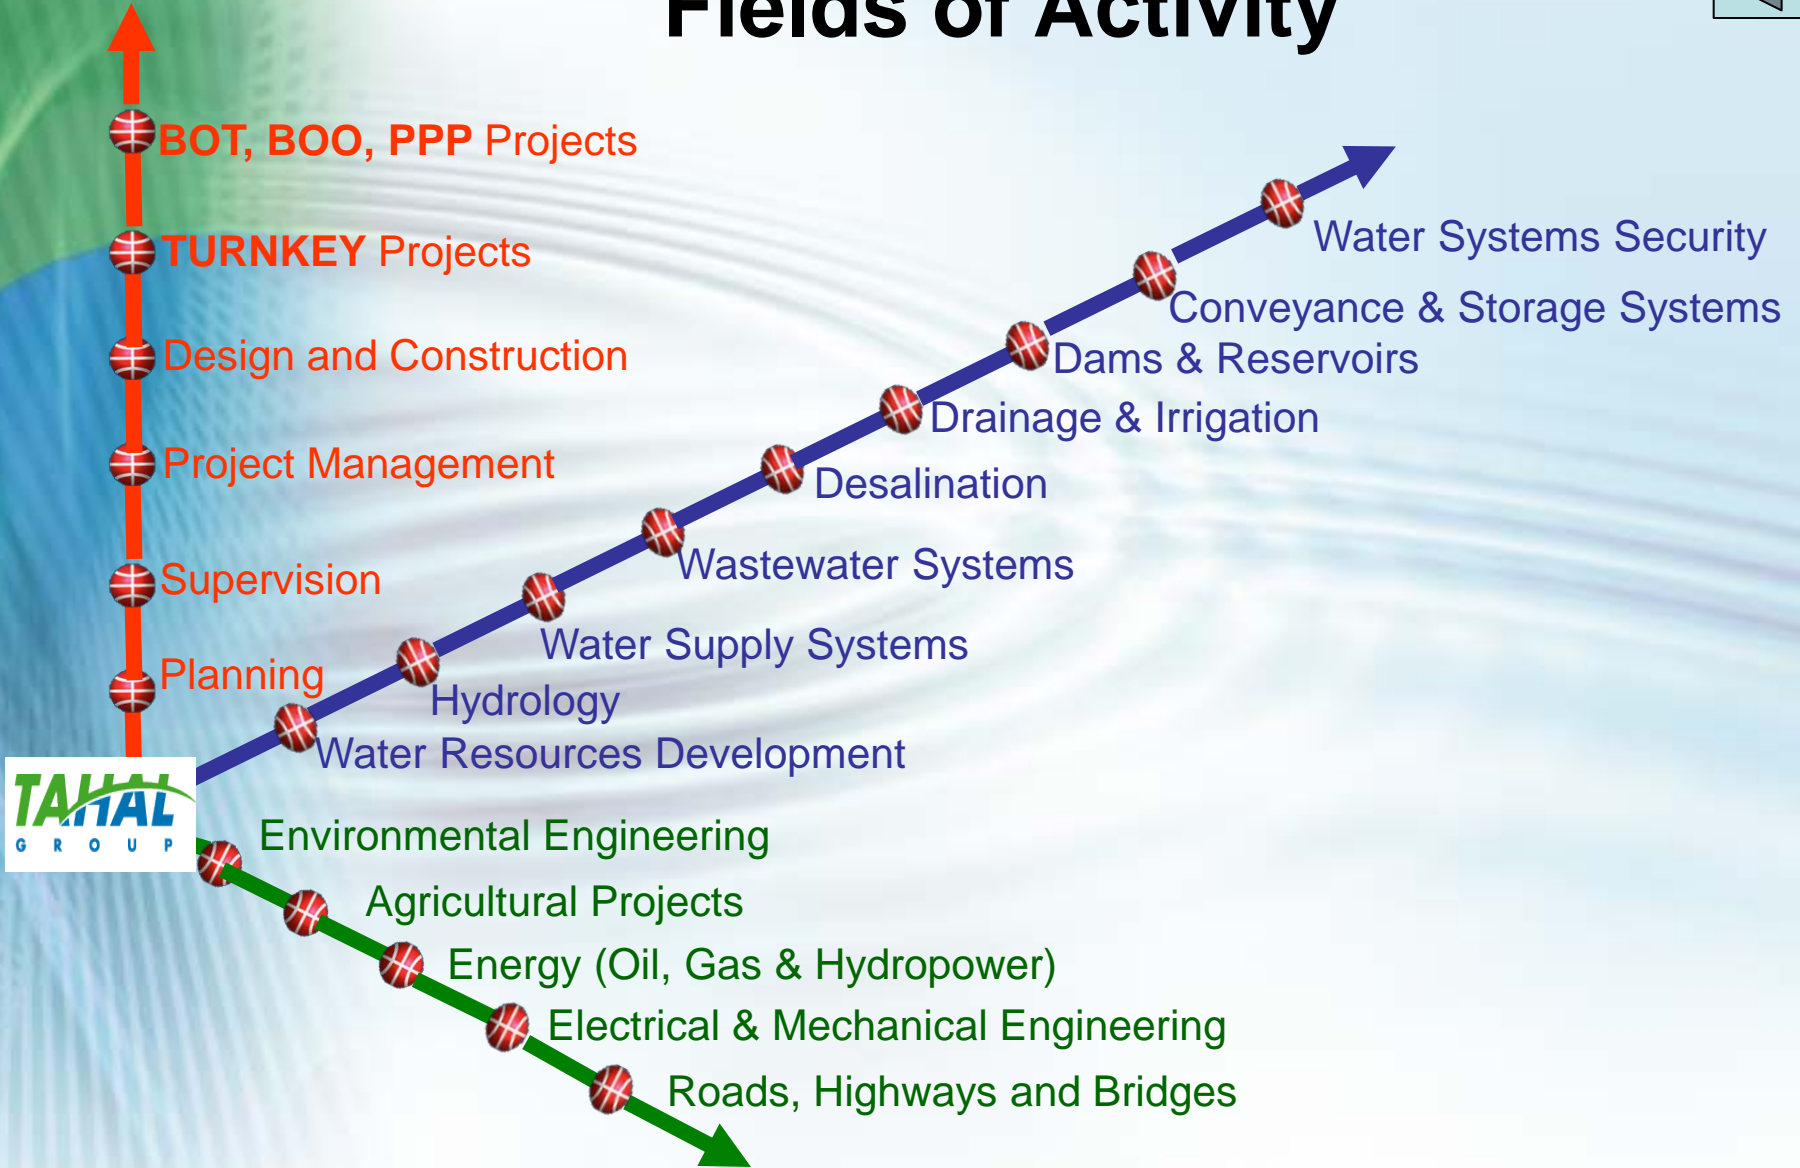 Fields of Activity
BOT, BOO, PPP Projects
TURNKEY Projects
Design and Construction
Project Management
Supervision
Planning
Water Systems Security
Conveyance & Storage Systems
Dams & Reservoirs
Drainage & Irrigation
Desalination
Wastewater Systems
Water Supply Systems
Hydrology
Water Resources Development
TAHAL
GROUP
Environmental Engineering
Agricultural Projects
Energy (Oil, Gas & Hydropower)
Electrical & Mechanical Engineering
Roads, Highways and Bridges